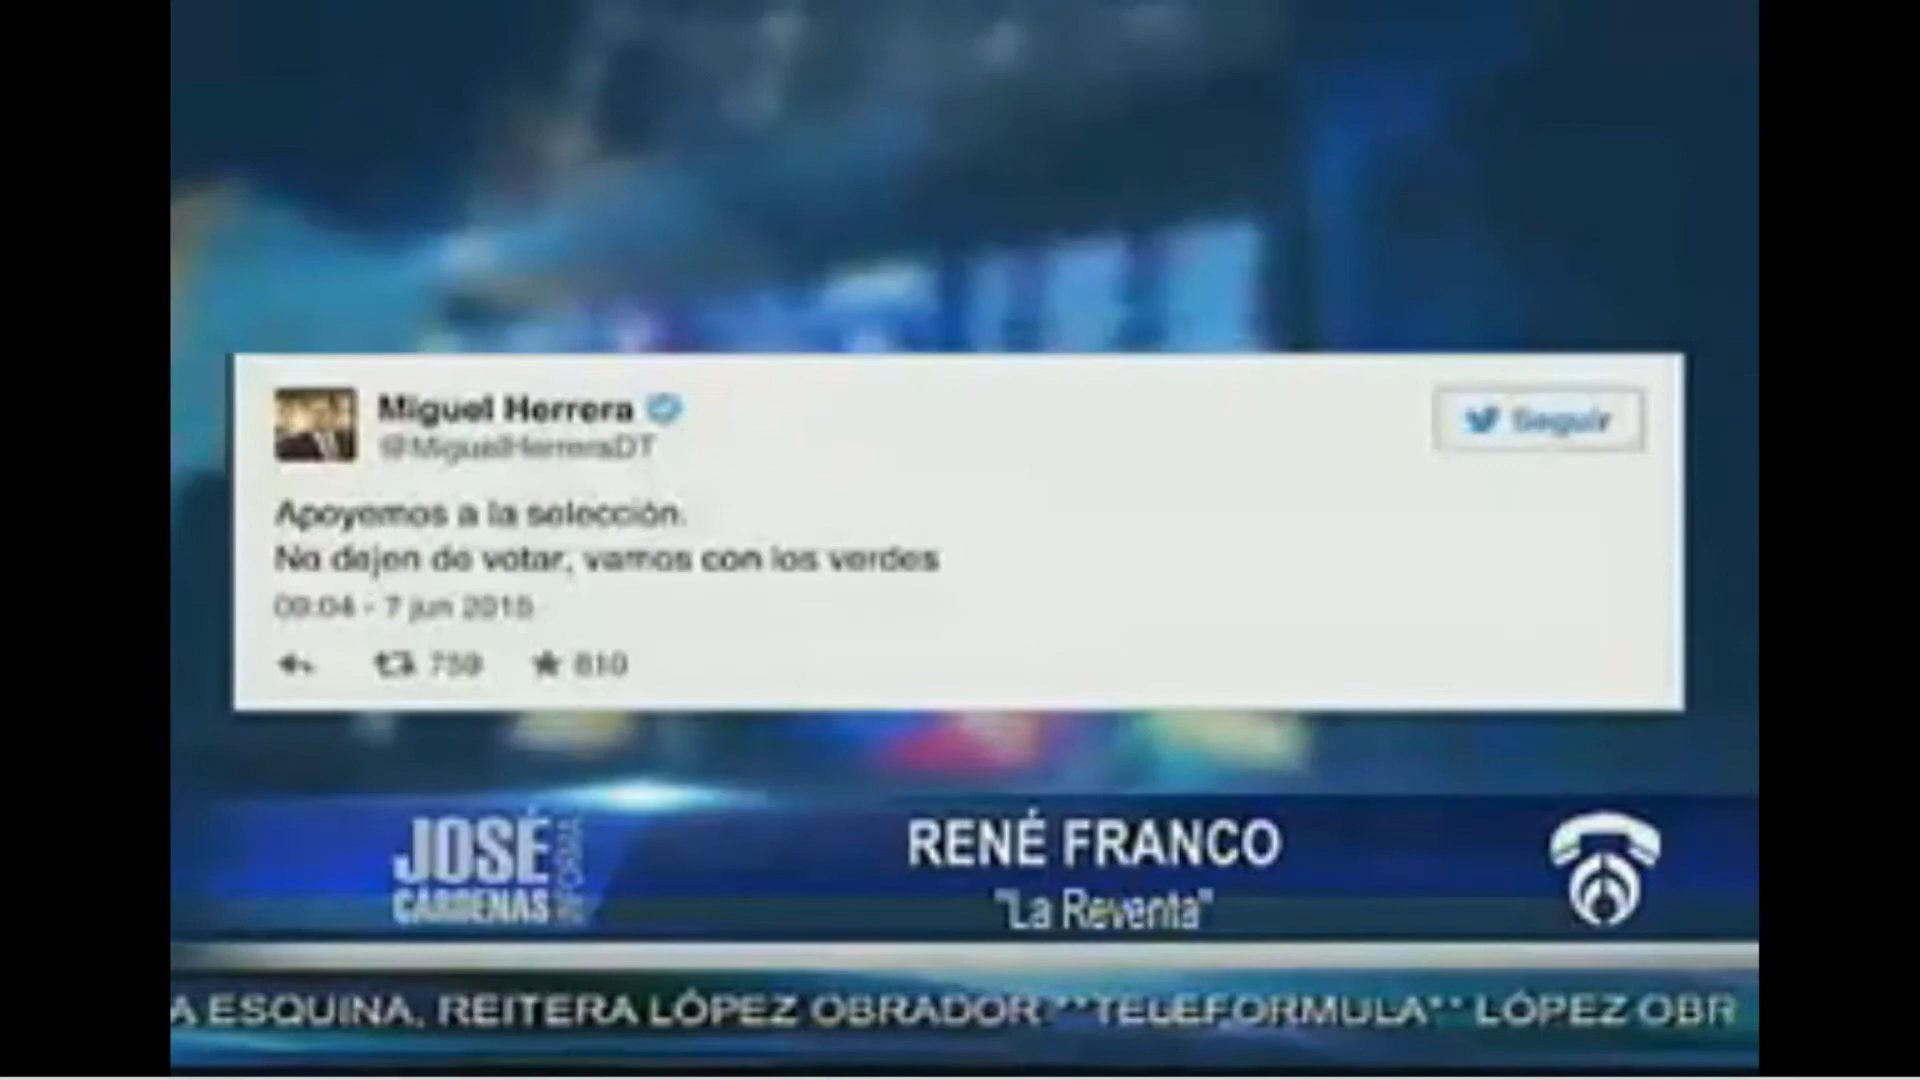 Miguel Herrera
@MiguelHerreraDT
Seguir
Apoyemos a la selección.
No dejen de votar, vamos con los verdes
09:04 - 7 jun 2015
759 810
JOSÉ
CÁRDENAS
INFORMA
RENÉ FRANCO
"La Reventa"
A ESQUINA, REITERA LÓPEZ OBRADOR **TELEFORMULA** LÓPEZ OBR